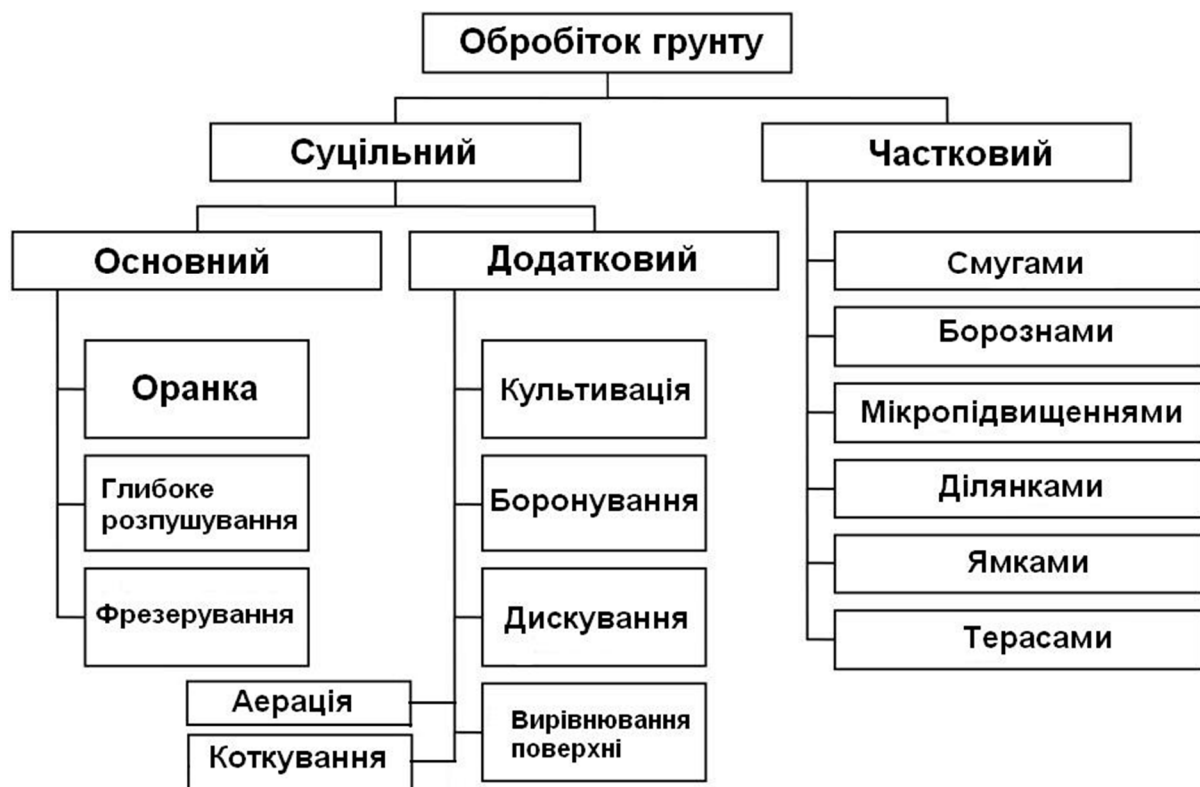 Обробіток грунту
Суцільний
Частковий
Основний
Додатковий
Оранка
Глибоке
розпушування
Фрезерування
Культивація
Боронування
Дискування
Вирівнювання
поверхні
Аерація
Коткування
Смугами
Борознами
Мікропідвищеннями
Ділянками
Ямками
Терасами